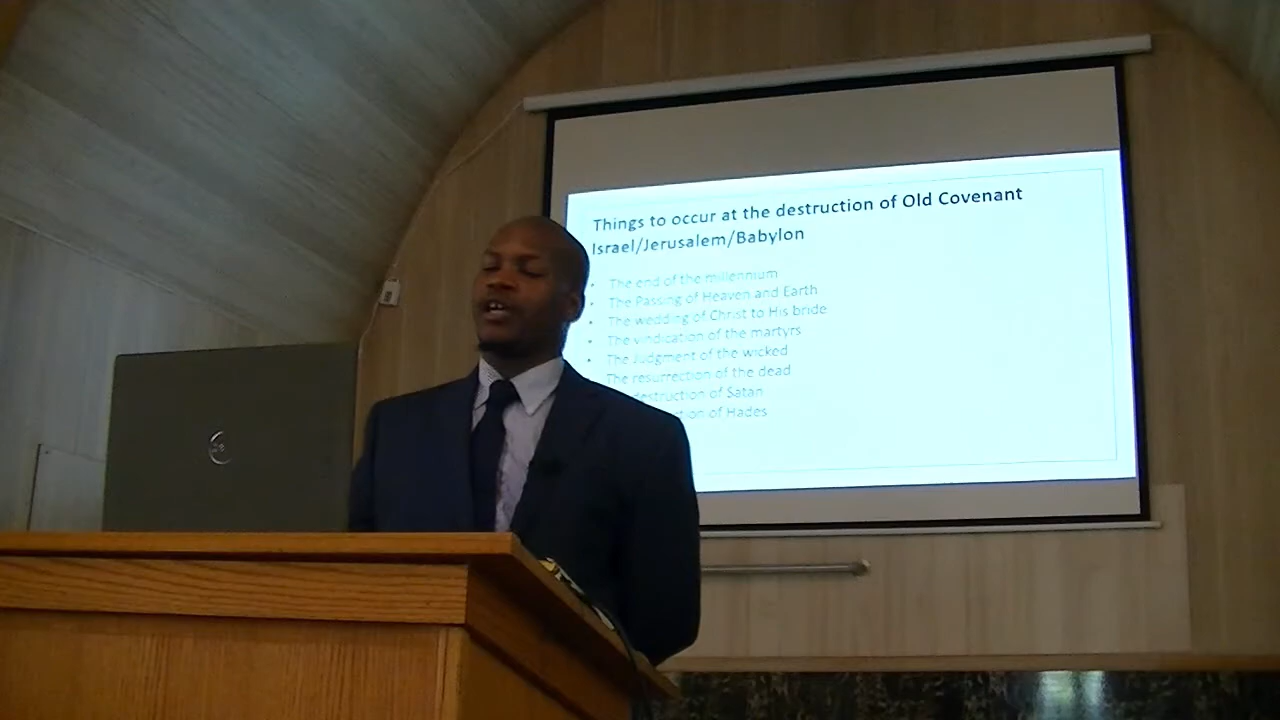 Things to occur at the destruction of Old Covenant
Israel/Jerusalem/Babylon
• The end of the millennium
• The Passing of Heaven and Earth
• The wedding of Christ to His bride
• The vindication of the martyrs
• The Judgment of the wicked
The resurrection of the dead
destruction of Satan
of Hades